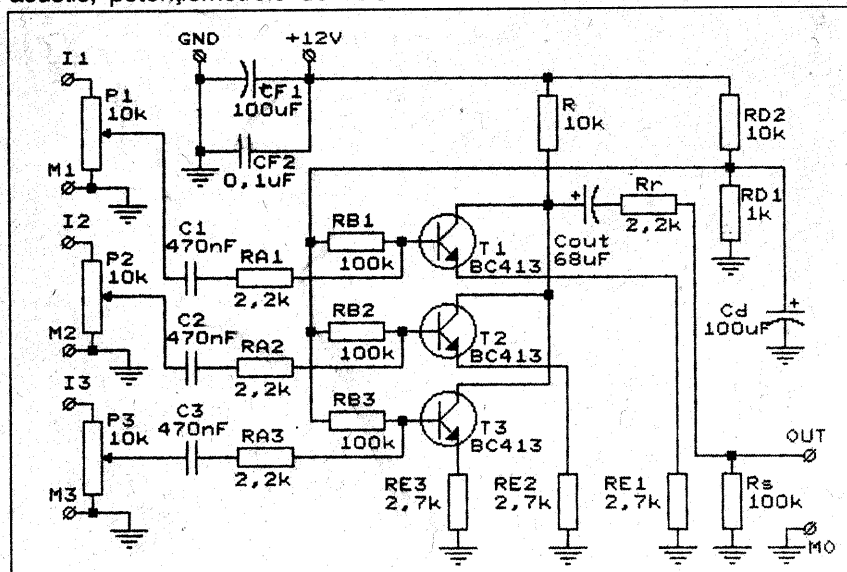 GND
+12V
I1
P1
10k
CF1
100uF
CF2
0,1uF
R
10k
RD2
10k
RD1
1k
M1
I2
P2
10k
C1
470nF
RA1
2,2k
RB1
100k
T1
BC413
Cout
68uF
Rr
2,2k
Cd
100uF
M2
I3
P3
10k
C2
470nF
RA2
2,2k
RB2
100k
T2
BC413
C3
470nF
RA3
2,2k
RB3
100k
T3
BC413
M3
RE3
2,7k
RE2
2,7k
RE1
2,7k
OUT
Rs
100k
MO